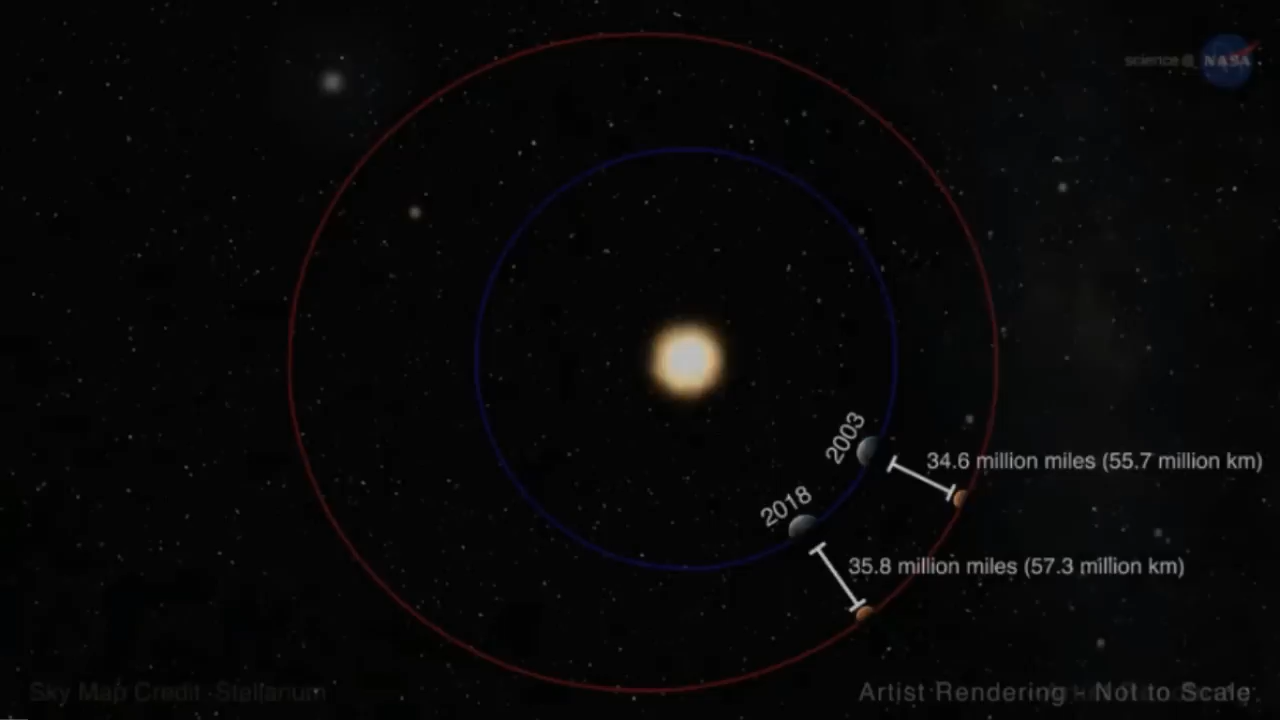 science @ NASA
2003
34.6 million miles (55.7 million km)
2018
35.8 million miles (57.3 million km)
Sky Map Credit -Stellarium
Artist Rendering - Not to Scale